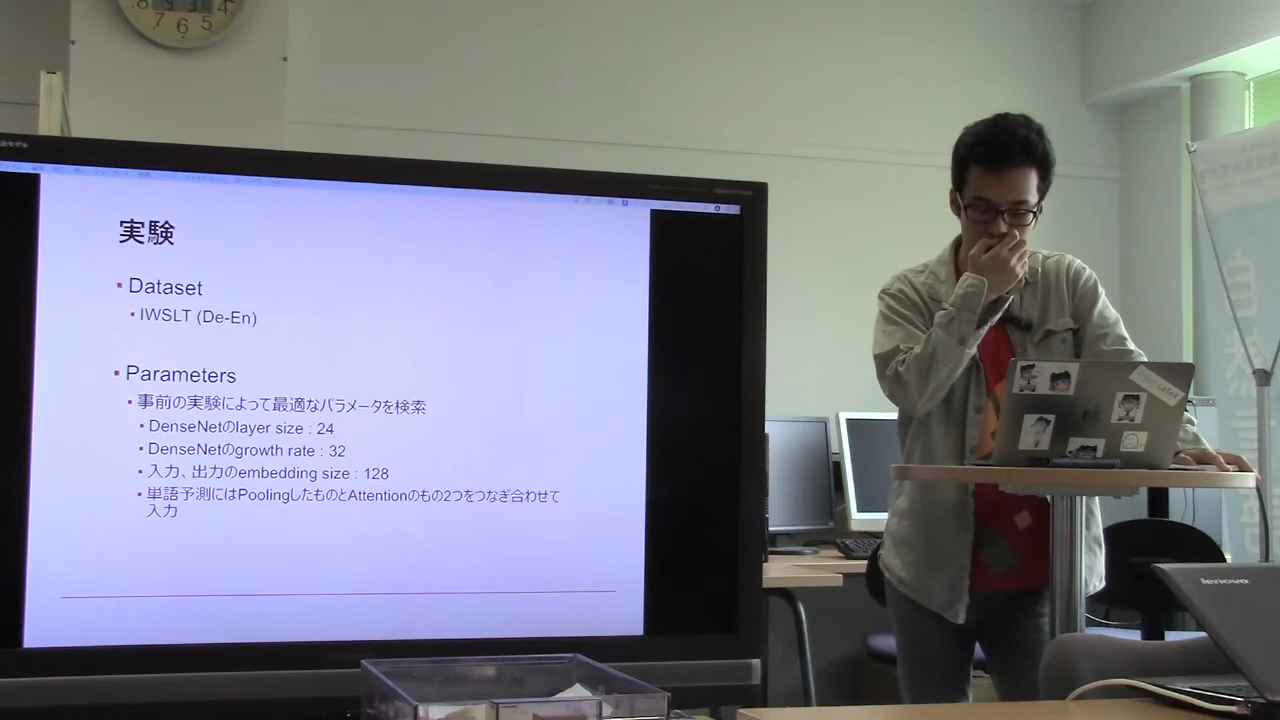 8 7 6 5 4
実験
▪ Dataset
▪ IWSLT (De-En)
▪ Parameters
▪ 事前の実験によって最適なパラメータを検索
▪ DenseNetのlayer size : 24
▪ DenseNetのgrowth rate : 32
▪ 入力、出力のembedding size : 128
▪ 単語予測にはPoolingしたものとAttentionのもの2つをつなぎ合わせて
入力
lenovo